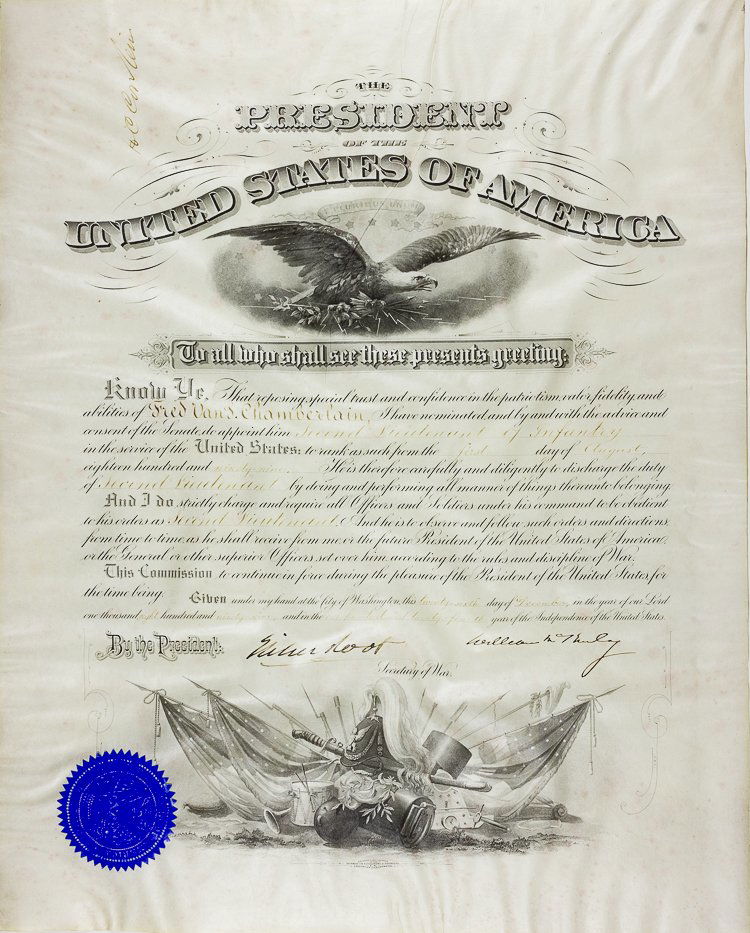 THE
PRESIDENT
OF THE
UNITED STATES OF AMERICA
E PLURIBUS UNUM
To all who shall see these presents greeting:
Know Ye, That reposing special trust and confidence in the patriotism, valor, fidelity and
abilities of Fred Van S. Chamberlain, I have nominated and by and with the advice and
consent of the Senate, do appoint him Second Lieutenant of Infantry
in the service of the United States: to rank as such from the first day of August,
eighteen hundred and ninety-nine. He is therefore carefully and diligently to discharge the duty
of Second Lieutenant by doing and performing all manner of things thereunto belonging.
And I do strictly charge and require all Officers and Soldiers under his command to be obedient
to his orders as Second Lieutenant. And he is to observe and follow such orders and directions
from time to time, as he shall receive from me or the future President of the United States of America,
or the General or other superior Officers set over him, according to the rules and discipline of War.
This Commission to continue in force during the pleasure of the President of the United States, for
the time being.
Given under my hand at the City of Washington, this twenty-sixth day of December, in the year of our Lord
one thousand eight hundred and ninety-nine, and in the one hundred and twenty-fourth year of the Independence of the United States.
By the President:
Elihu Root
William McKinley
Secretary of War.